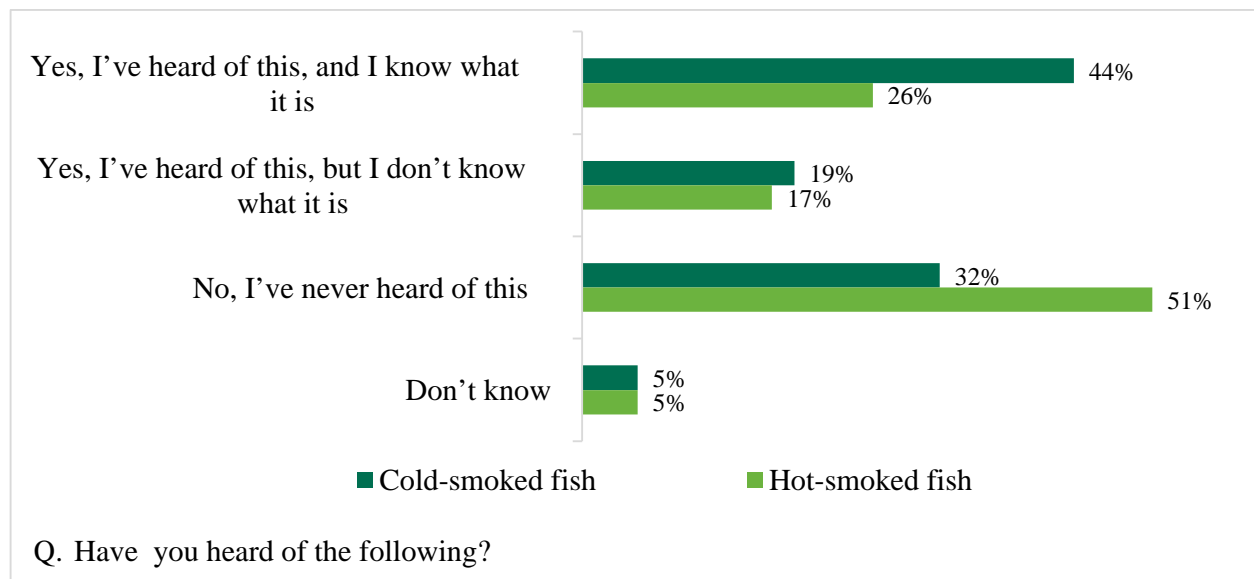 Yes, I’ve heard of this, and I know what
it is
44%
26%
Yes, I’ve heard of this, but I don’t know
what it is
19%
17%
No, I’ve never heard of this
32%
51%
Don’t know
5%
5%
Cold-smoked fish
Hot-smoked fish
Q. Have you heard of the following?